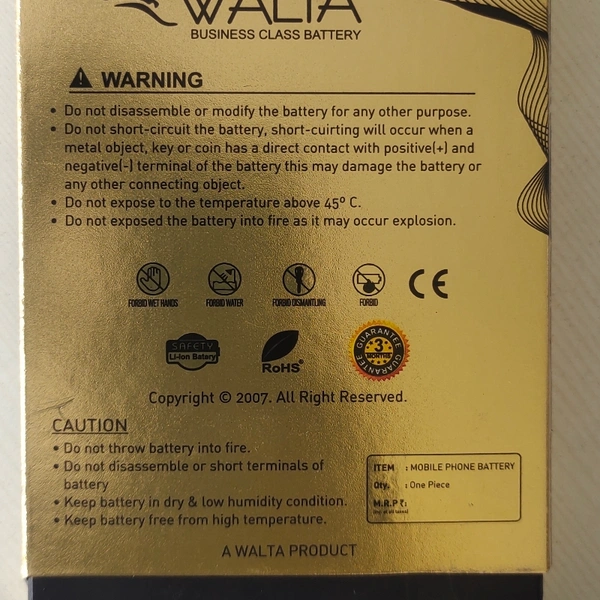 WALTA
BUSINESS CLASS BATTERY
WARNING
• Do not disassemble or modify the battery for any other purpose.
• Do not short-circuit the battery, short-cuirting will occur when a
metal object, key or coin has a direct contact with positive(+) and
negative(-) terminal of the battery this may damage the battery or
any other connecting object.
• Do not expose to the temperature above 45º C.
• Do not exposed the battery into fire as it may occur explosion.
FORBID WET HANDS FORBID WATER FORBID DISMANTLING FORBID CE
SAFETY
Li-ion Batery
RoHS
GUARANTEE
3
MONTHS
GUARANTEE
Copyright © 2007. All Right Reserved.
CAUTION
• Do not throw battery into fire.
• Do not disassemble or short terminals of
battery
• Keep battery in dry & low humidity condition.
• Keep battery free from high temperature.
ITEM : MOBILE PHONE BATTERY
Qty. : One Piece
M.R.P ₹:
A WALTA PRODUCT